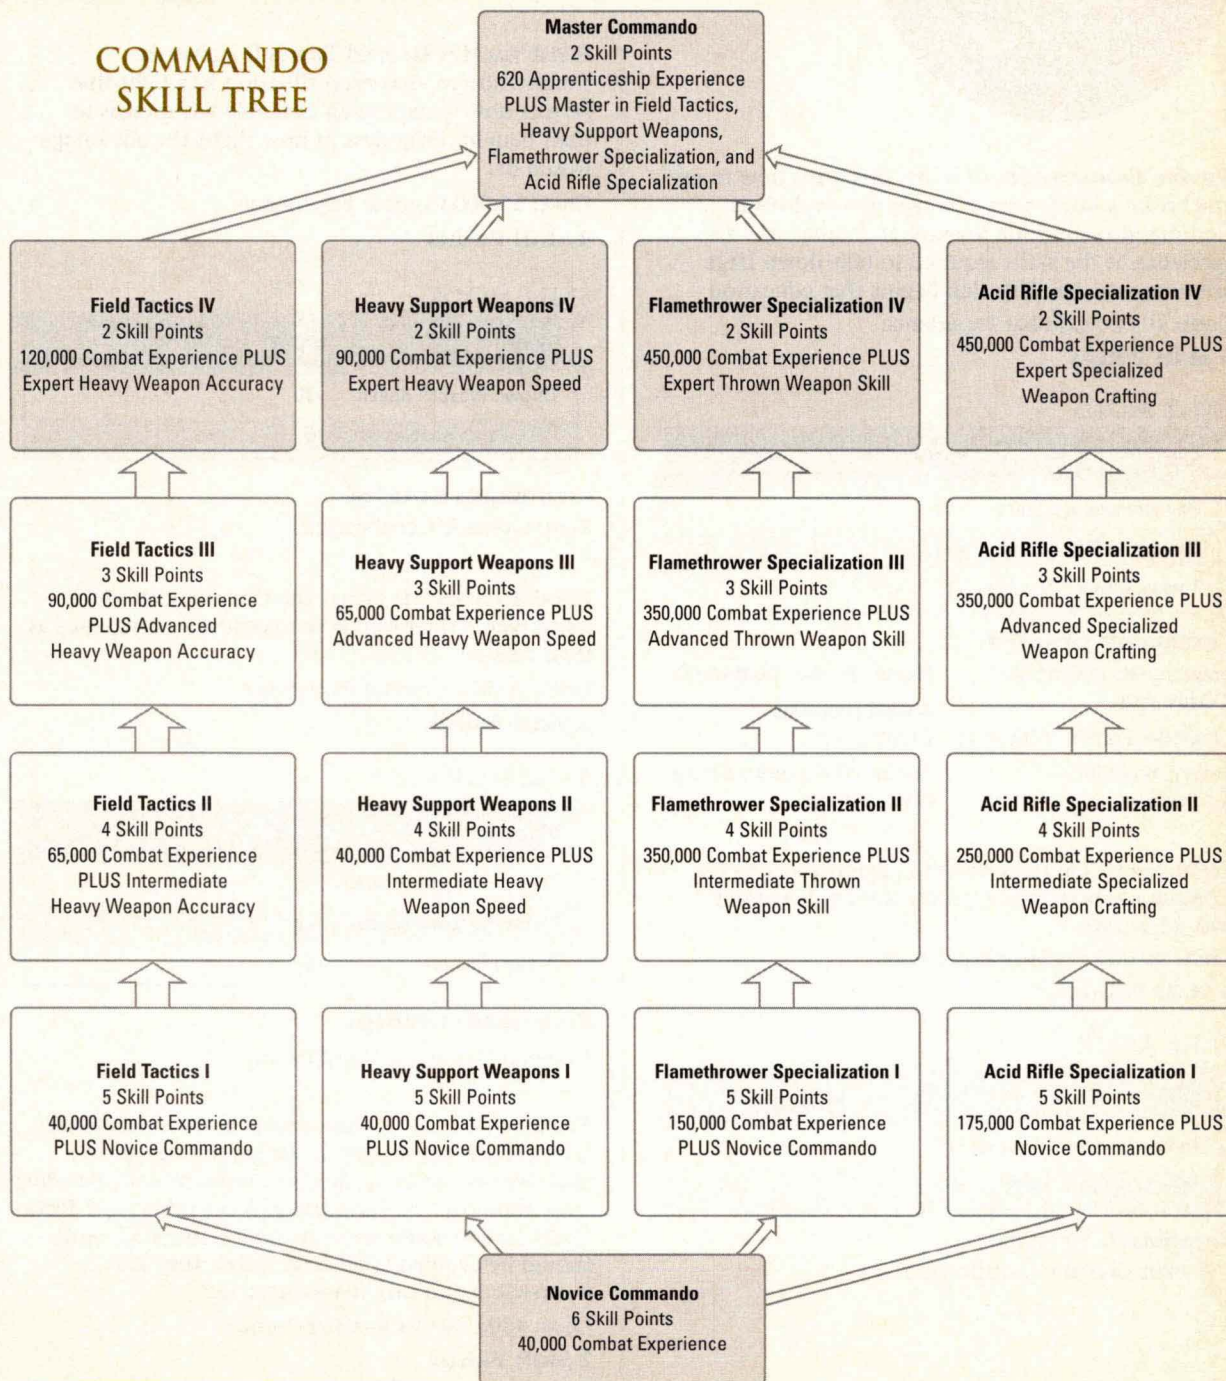 COMMANDO
SKILL TREE
Master Commando
2 Skill Points
620 Apprenticeship Experience
PLUS Master in Field Tactics,
Heavy Support Weapons,
Flamethrower Specialization, and
Acid Rifle Specialization
Field Tactics IV
2 Skill Points
120,000 Combat Experience PLUS
Expert Heavy Weapon Accuracy
Heavy Support Weapons IV
2 Skill Points
90,000 Combat Experience PLUS
Expert Heavy Weapon Speed
Flamethrower Specialization IV
2 Skill Points
450,000 Combat Experience PLUS
Expert Thrown Weapon Skill
Acid Rifle Specialization IV
2 Skill Points
450,000 Combat Experience PLUS
Expert Specialized
Weapon Crafting
Field Tactics III
3 Skill Points
90,000 Combat Experience
PLUS Advanced
Heavy Weapon Accuracy
Heavy Support Weapons III
3 Skill Points
65,000 Combat Experience PLUS
Advanced Heavy Weapon Speed
Flamethrower Specialization III
3 Skill Points
350,000 Combat Experience PLUS
Advanced Thrown Weapon Skill
Acid Rifle Specialization III
3 Skill Points
350,000 Combat Experience PLUS
Advanced Specialized
Weapon Crafting
Field Tactics II
4 Skill Points
65,000 Combat Experience
PLUS Intermediate
Heavy Weapon Accuracy
Heavy Support Weapons II
4 Skill Points
40,000 Combat Experience PLUS
Intermediate Heavy
Weapon Speed
Flamethrower Specialization II
4 Skill Points
350,000 Combat Experience PLUS
Intermediate Thrown
Weapon Skill
Acid Rifle Specialization II
4 Skill Points
250,000 Combat Experience PLUS
Intermediate Specialized
Weapon Crafting
Field Tactics I
5 Skill Points
40,000 Combat Experience
PLUS Novice Commando
Heavy Support Weapons I
5 Skill Points
40,000 Combat Experience
PLUS Novice Commando
Flamethrower Specialization I
5 Skill Points
150,000 Combat Experience
PLUS Novice Commando
Acid Rifle Specialization I
5 Skill Points
175,000 Combat Experience PLUS
Novice Commando
Novice Commando
6 Skill Points
40,000 Combat Experience